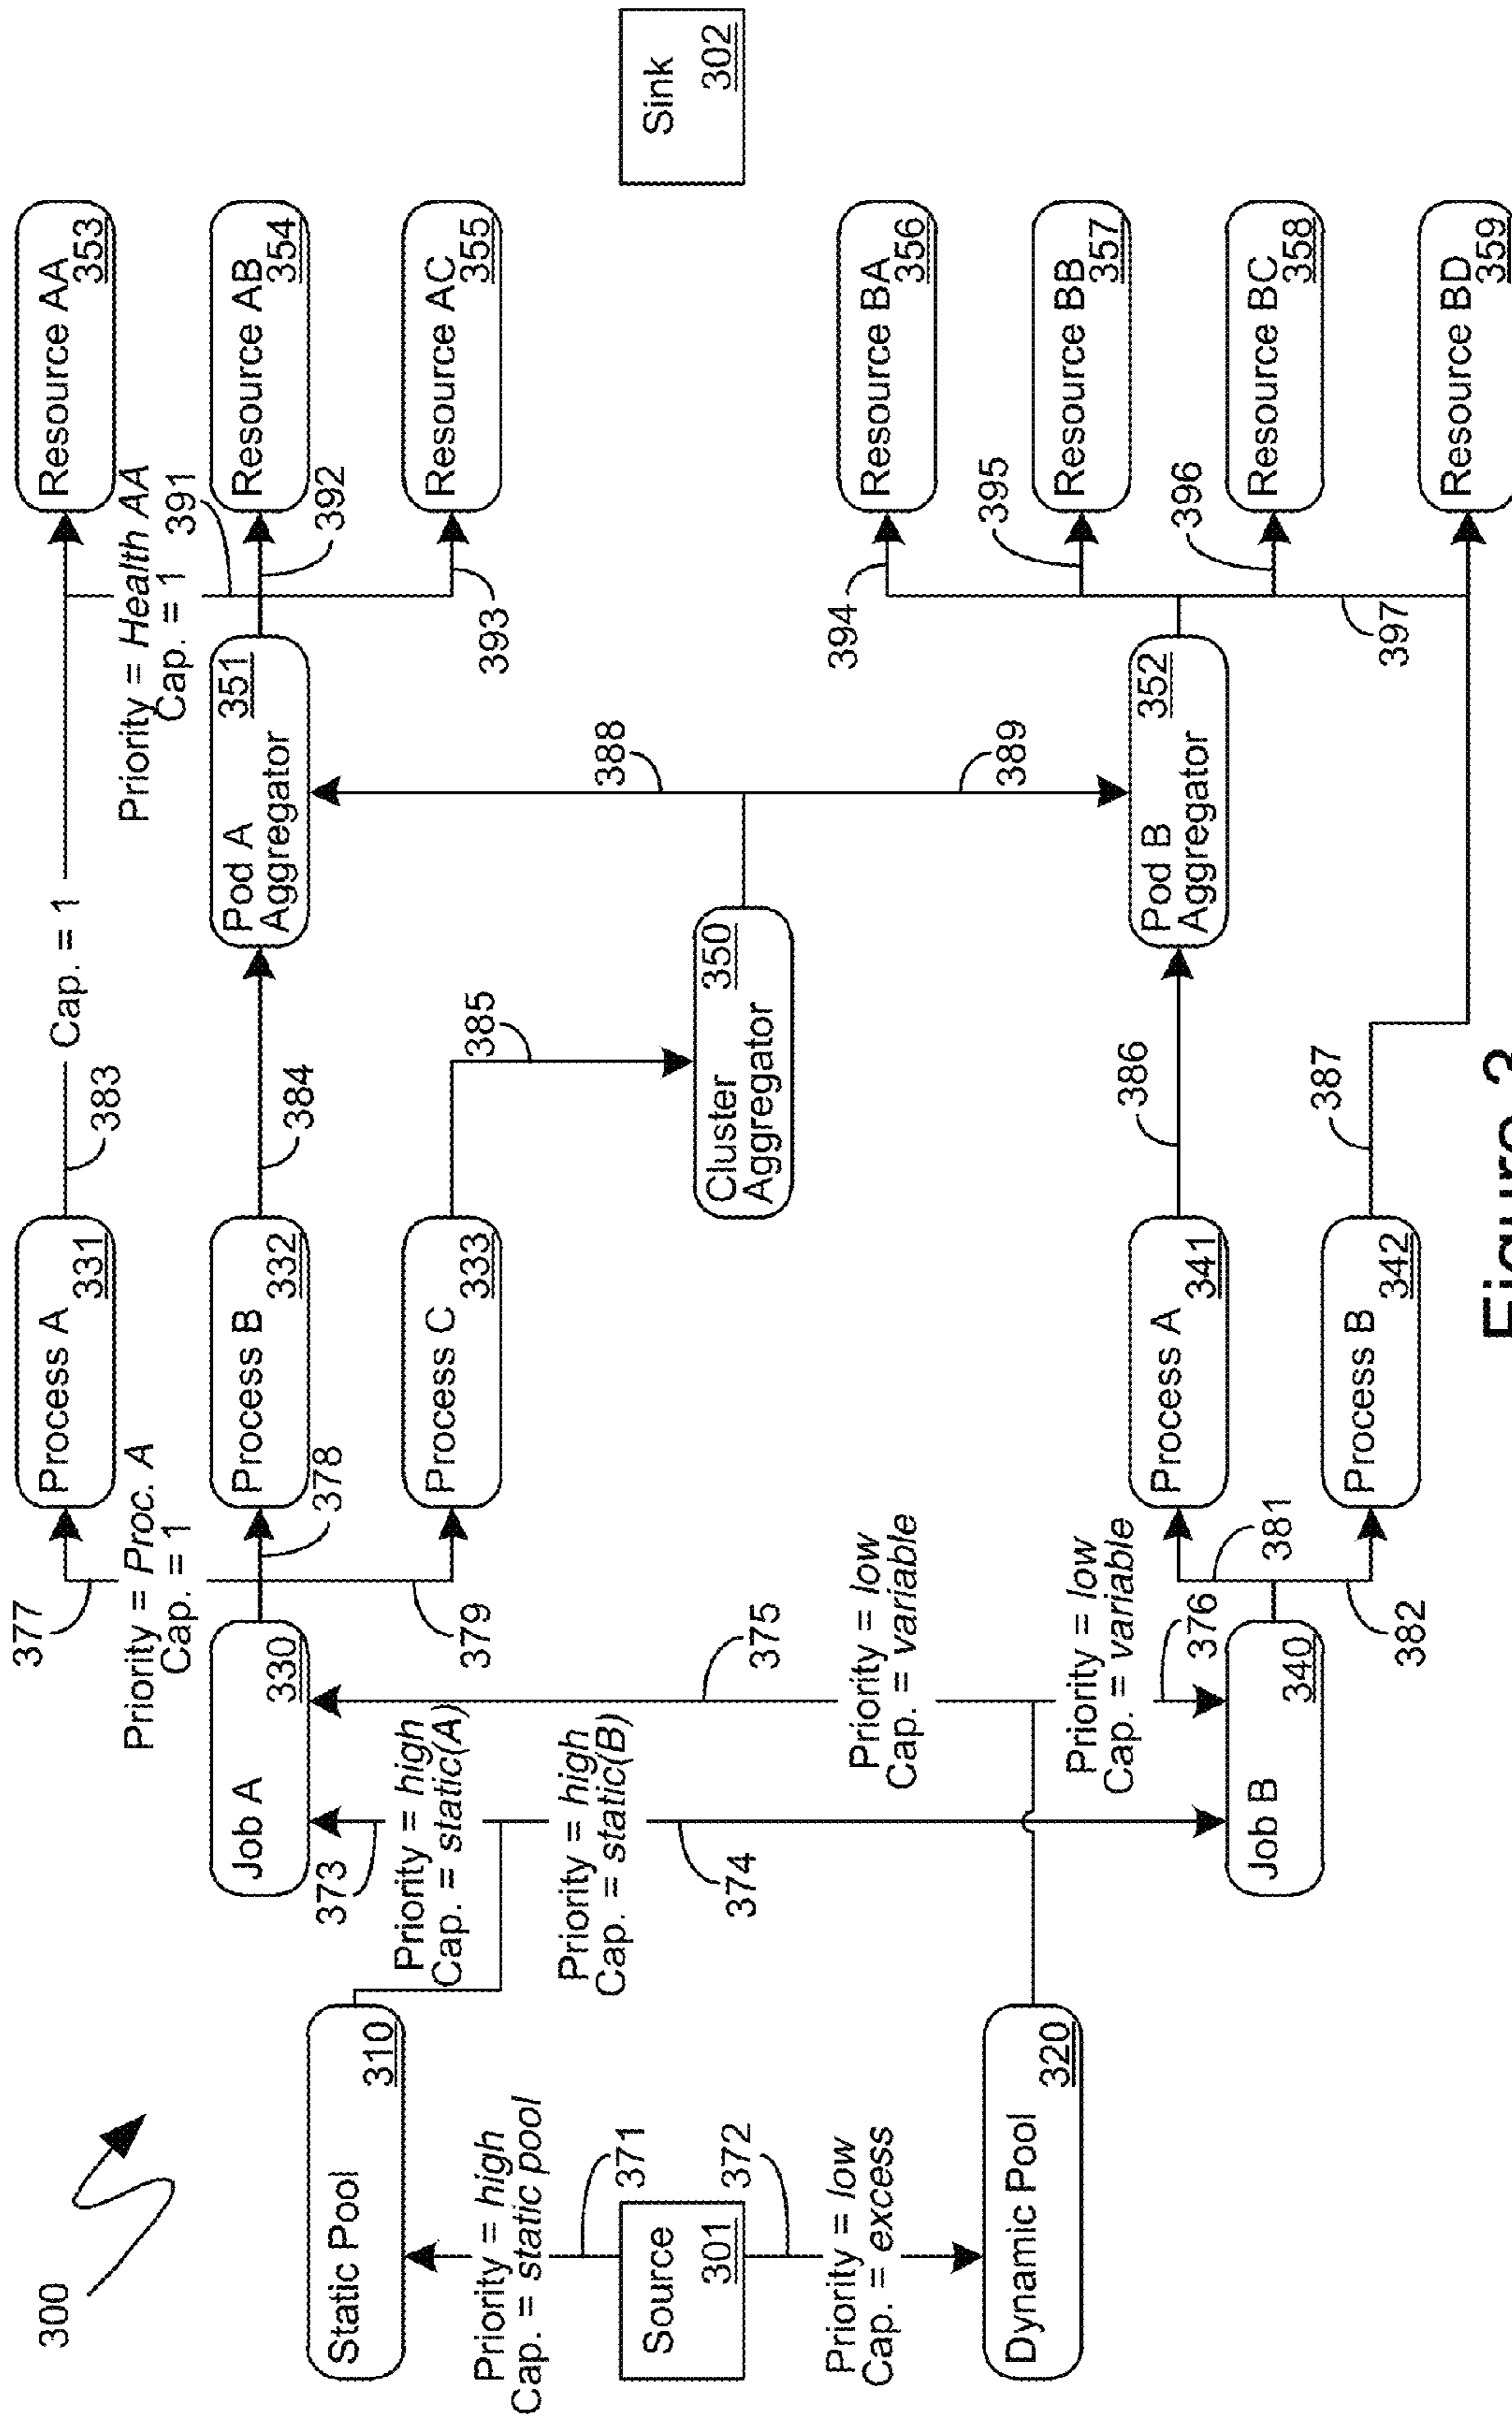 300
Static Pool
310
Priority = high
Cap. = static pool
371
Source
301
372
Priority = low
Cap. = excess
Dynamic Pool
320
Job A
330
373
Priority = high
Cap. = static(A)
Priority = high
Cap. = static(B)
374
375
Priority = low
Cap. = variable
Priority = low
Cap. = variable
376
Job B
340
377
Priority = Proc. A
Cap. = 1
378
379
381
382
Process A
331
Process B
332
Process C
333
Process A
341
Process B
342
383
Cap. = 1
384
385
386
387
Cluster
Aggregator
350
Pod A
Aggregator
351
388
389
Pod B
Aggregator
352
Priority = Health AA
Cap. = 1
391
392
393
394
395
396
397
Resource AA
353
Resource AB
354
Resource AC
355
Resource BA
356
Resource BB
357
Resource BC
358
Resource BD
359
Sink
302
Figure 3